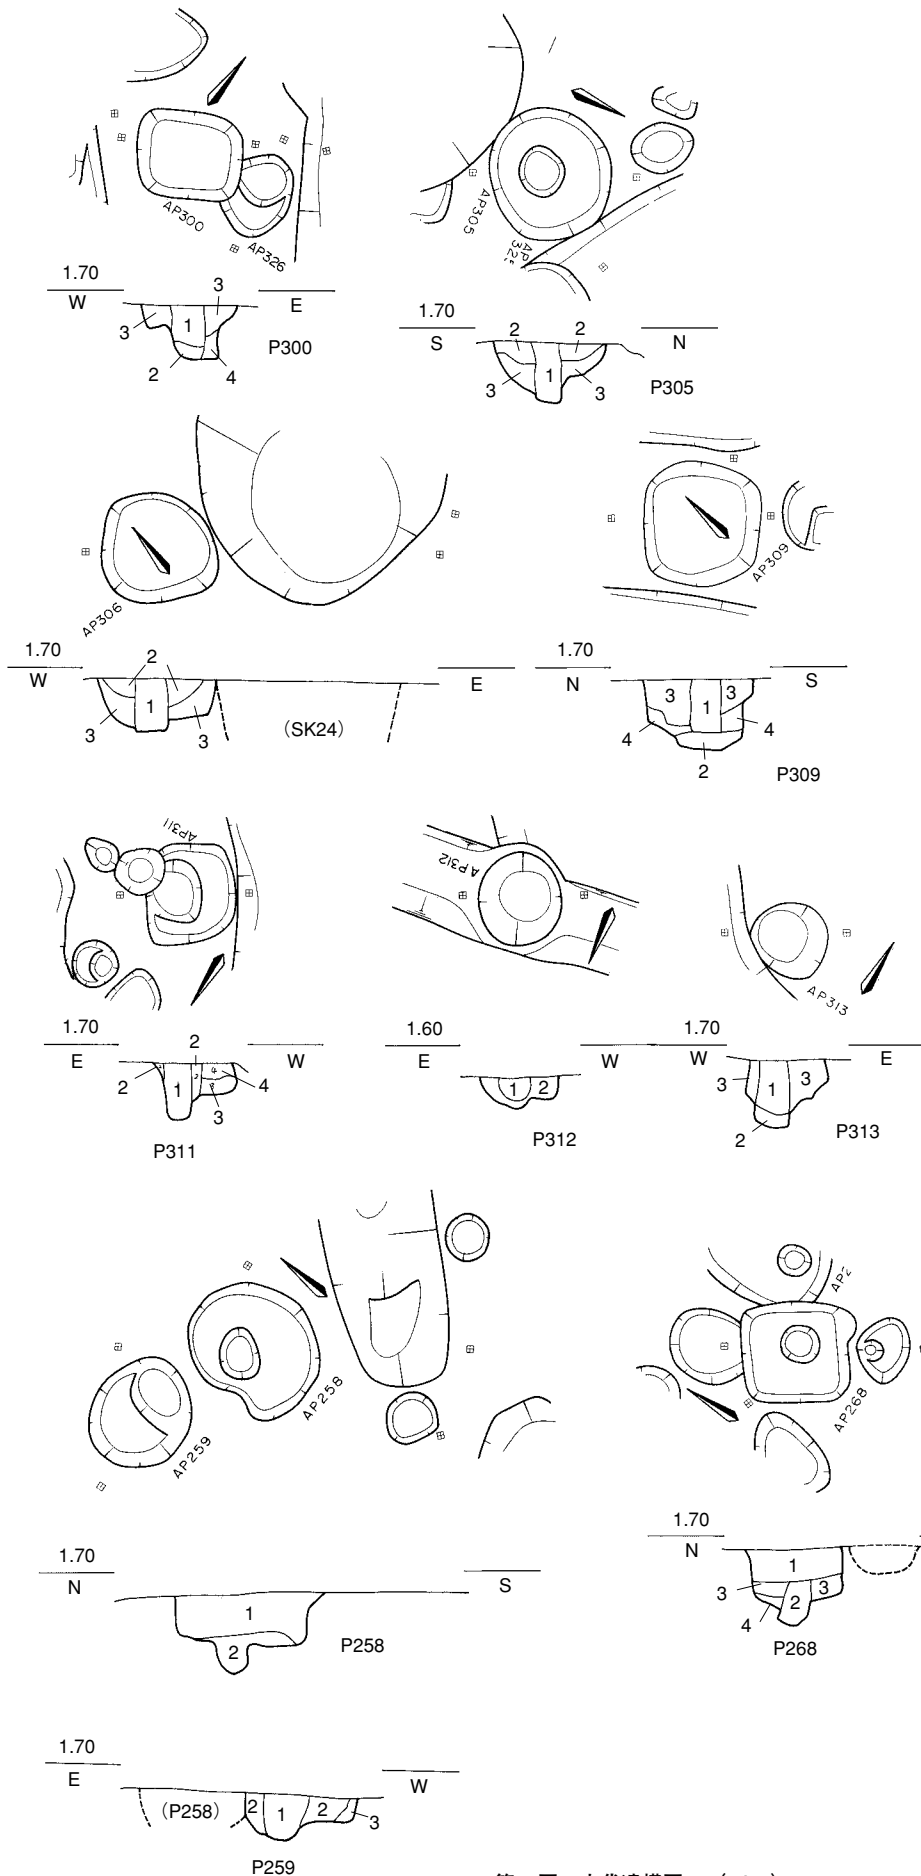 AP300
AP326
1.70
W
E
3
3
1
2
4
P300
AP305
1.70
S
N
2
2
3
1
3
P305
AP306
1.70
W
E
2
1
3
3
(SK24)
AP309
1.70
N
S
3
1
3
4
4
2
P309
AP311
1.70
E
W
2
2
1
4
3
P311
AP312
1.60
E
W
1
2
P312
AP313
1.70
W
E
3
1
3
2
P313
AP259
AP258
1.70
N
S
1
2
P258
AP268
1.70
N
1
3
3
2
4
P268
1.70
E
W
(P258)
2
1
2
3
P259